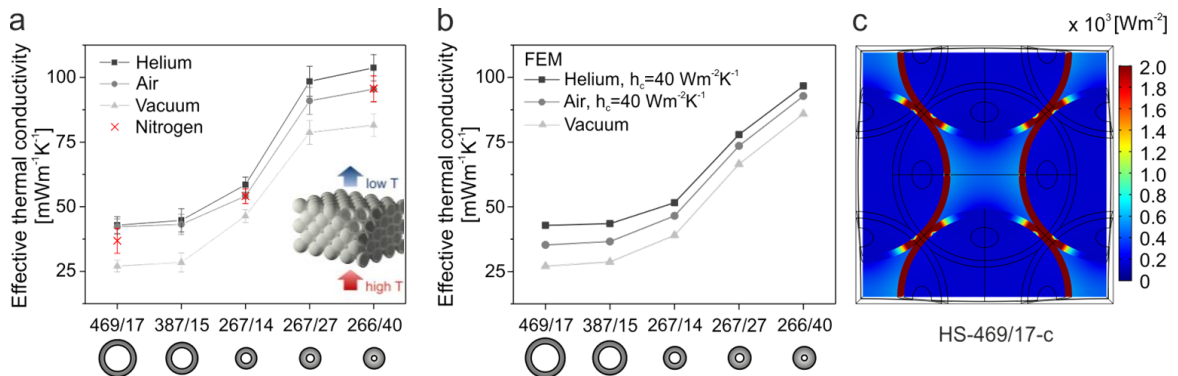 a
Effective thermal conductivity
[mWm⁻¹K⁻¹]
100
75
50
25
Helium
Air
Vacuum
Nitrogen
low T
high T
469/17 387/15 267/14 267/27 266/40
b
Effective thermal conductivity
[mWm⁻¹K⁻¹]
100
75
50
25
FEM
Helium, h꜀=40 Wm⁻²K⁻¹
Air, h꜀=40 Wm⁻²K⁻¹
Vacuum
469/17 387/15 267/14 267/27 266/40
c
x 10³ [Wm⁻²]
2.0
1.8
1.6
1.4
1.2
1.0
0.8
0.6
0.4
0.2
0
HS-469/17-c